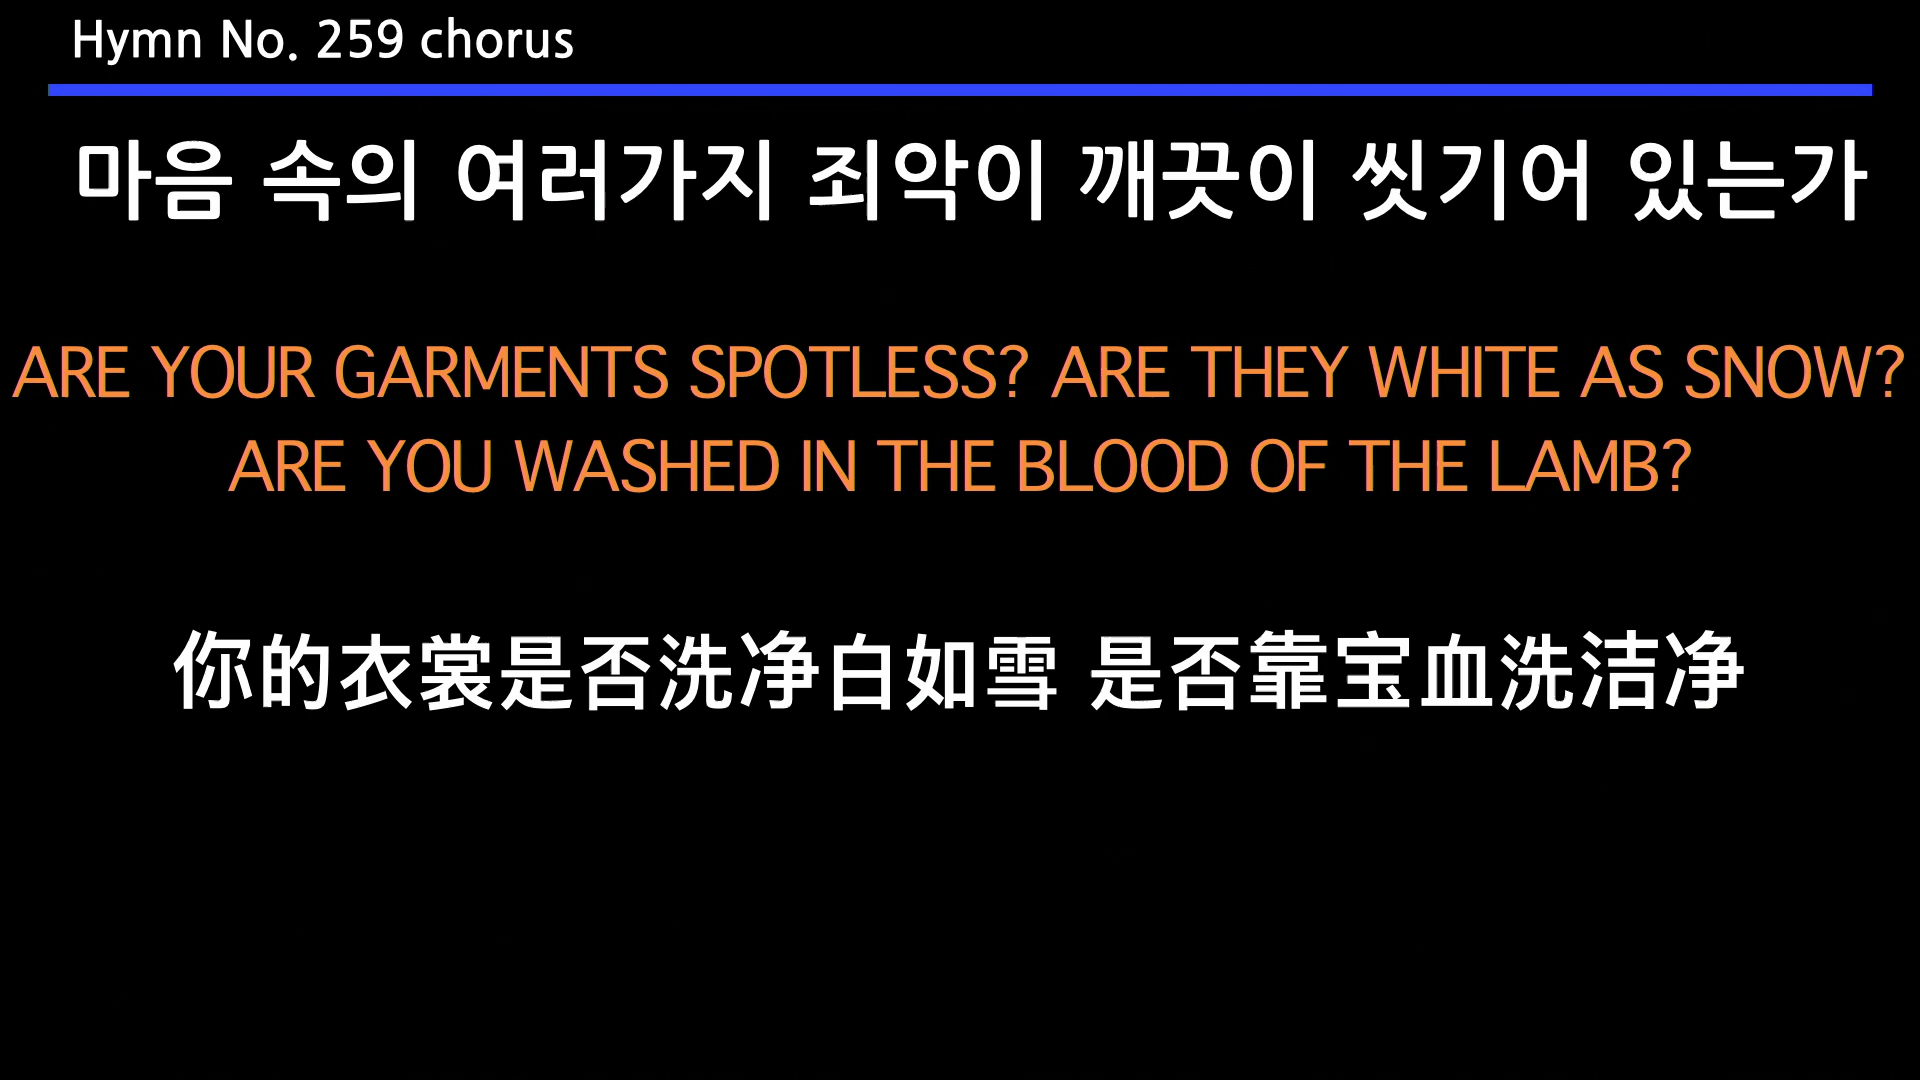 Hymn No. 259 chorus
마음 속의 여러가지 죄악이 깨끗이 씻기어 있는가
ARE YOUR GARMENTS SPOTLESS? ARE THEY WHITE AS SNOW?
ARE YOU WASHED IN THE BLOOD OF THE LAMB?
你的衣裳是否洗净白如雪 是否靠宝血洗洁净